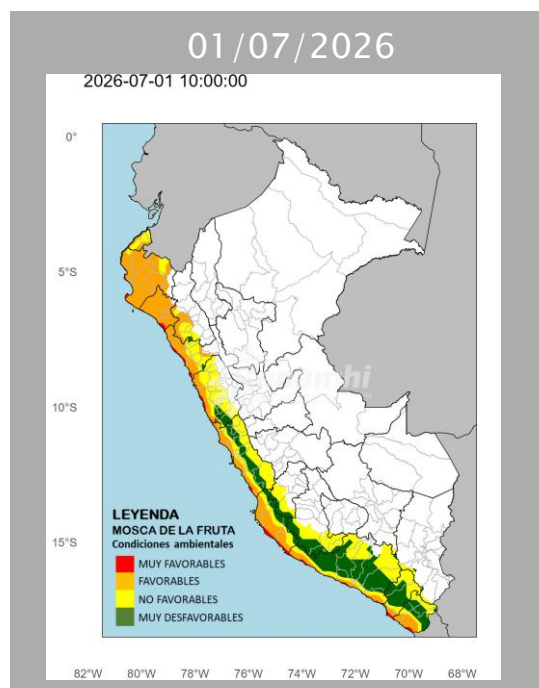 01/07/2026
2026-07-01 10:00:00
0°
5°S
10°S
15°S
LEYENDA
MOSCA DE LA FRUTA
Condiciones ambientales
MUY FAVORABLES
FAVORABLES
NO FAVORABLES
MUY DESFAVORABLES
82°W 80°W 78°W 76°W 74°W 72°W 70°W 68°W